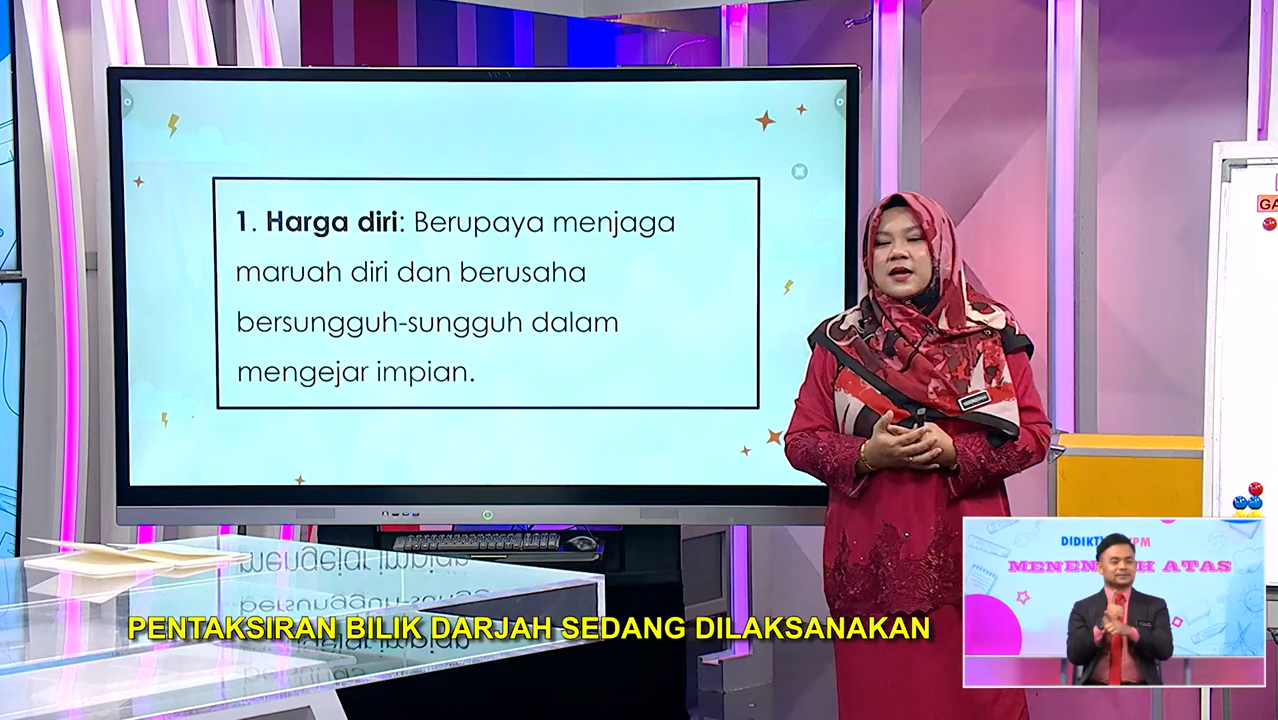 1. Harga diri: Berupaya menjaga
maruah diri dan berusaha
bersungguh-sungguh dalam
mengejar impian.
GA
PENTAKSIRAN BILIK DARJAH SEDANG DILAKSANAKAN